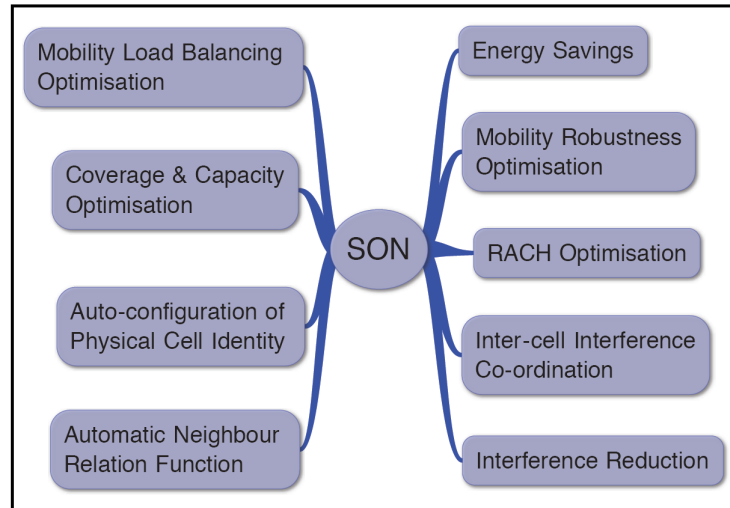 Mobility Load Balancing
Optimisation
Coverage & Capacity
Optimisation
Auto-configuration of
Physical Cell Identity
Automatic Neighbour
Relation Function
SON
Energy Savings
Mobility Robustness
Optimisation
RACH Optimisation
Inter-cell Interference
Co-ordination
Interference Reduction